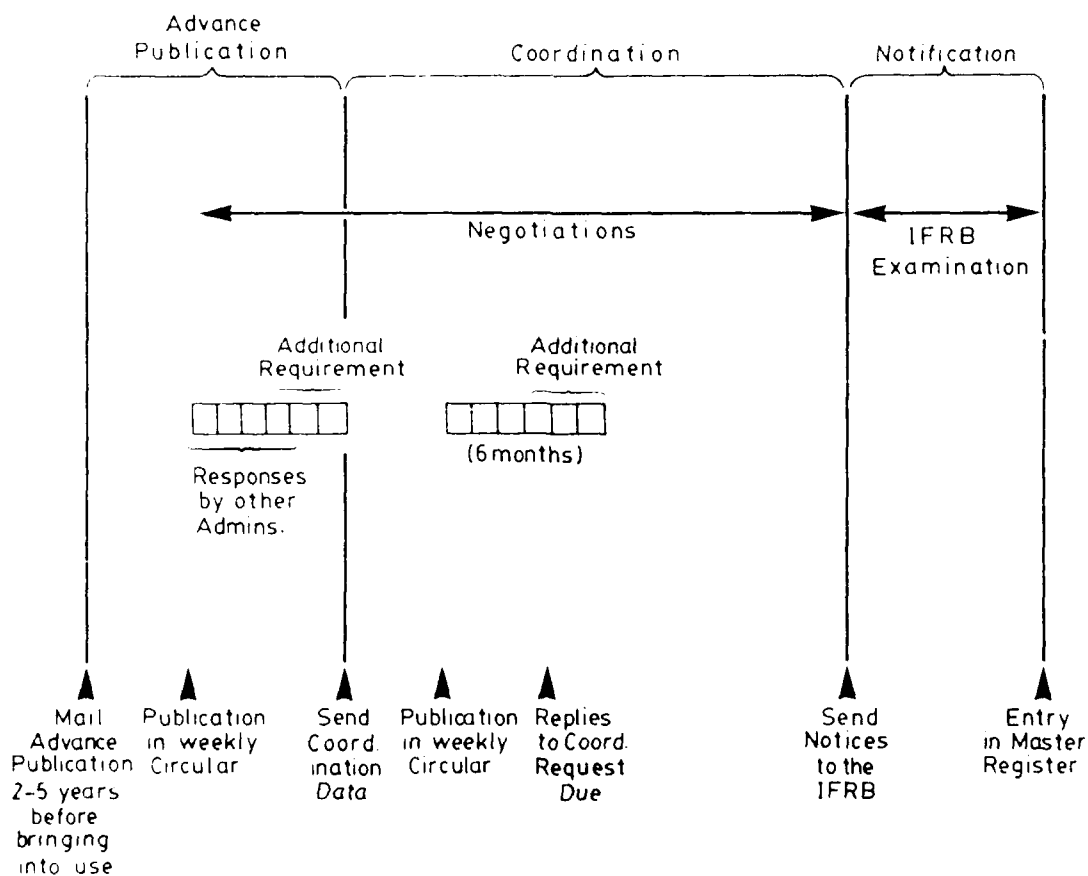 Advance
Publication
Coordination
Notification
Negotiations
IFRB
Examination
Additional
Requirement
Additional
Requirement
(6 months)
Responses
by other
Admins.
Mail
Advance
Publication
2-5 years
before
bringing
into use
Publication
in weekly
Circular
Send
Coord.
ination
Data
Publication
in weekly
Circular
Replies
to Coord.
Request
Due
Send
Notices
to the
IFRB
Entry
in Master
Register